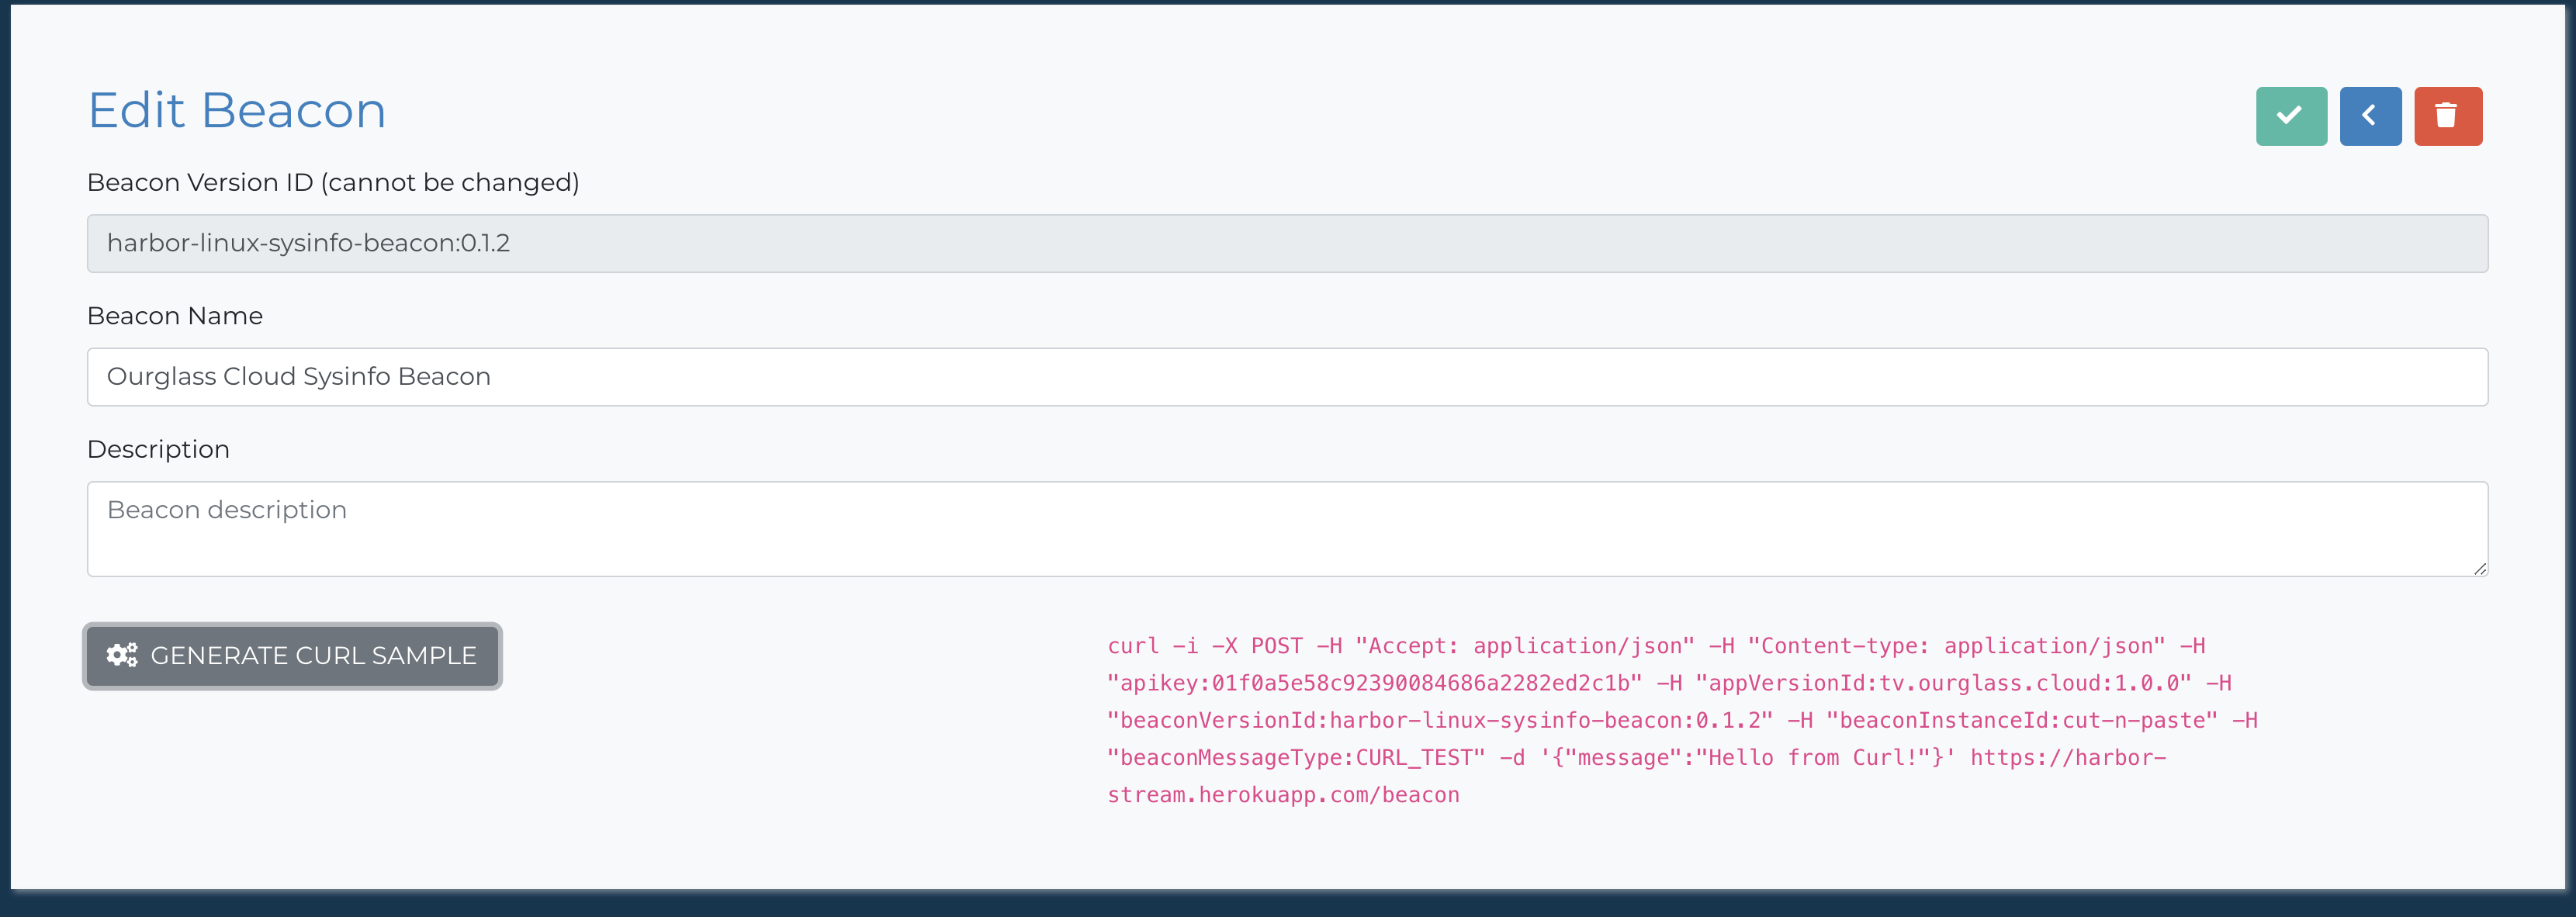 Edit Beacon
Beacon Version ID (cannot be changed)
harbor-linux-sysinfo-beacon:0.1.2
Beacon Name
Ourglass Cloud Sysinfo Beacon
Description
Beacon description
GENERATE CURL SAMPLE
curl -i -X POST -H "Accept: application/json" -H "Content-type: application/json" -H
"apikey:01f0a5e58c92390084686a2282ed2c1b" -H "appVersionId:tv.ourglass.cloud:1.0.0" -H
"beaconVersionId:harbor-linux-sysinfo-beacon:0.1.2" -H "beaconInstanceId:cut-n-paste" -H
"beaconMessageType:CURL_TEST" -d '{"message":"Hello from Curl!"}' https://harbor-
stream.herokuapp.com/beacon